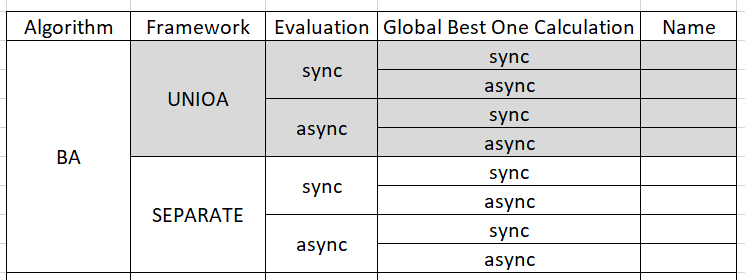 Algorithm Framework Evaluation Global Best One Calculation Name
BA UNIOA sync sync
async
async sync
async
SEPARATE sync sync
async
async sync
async